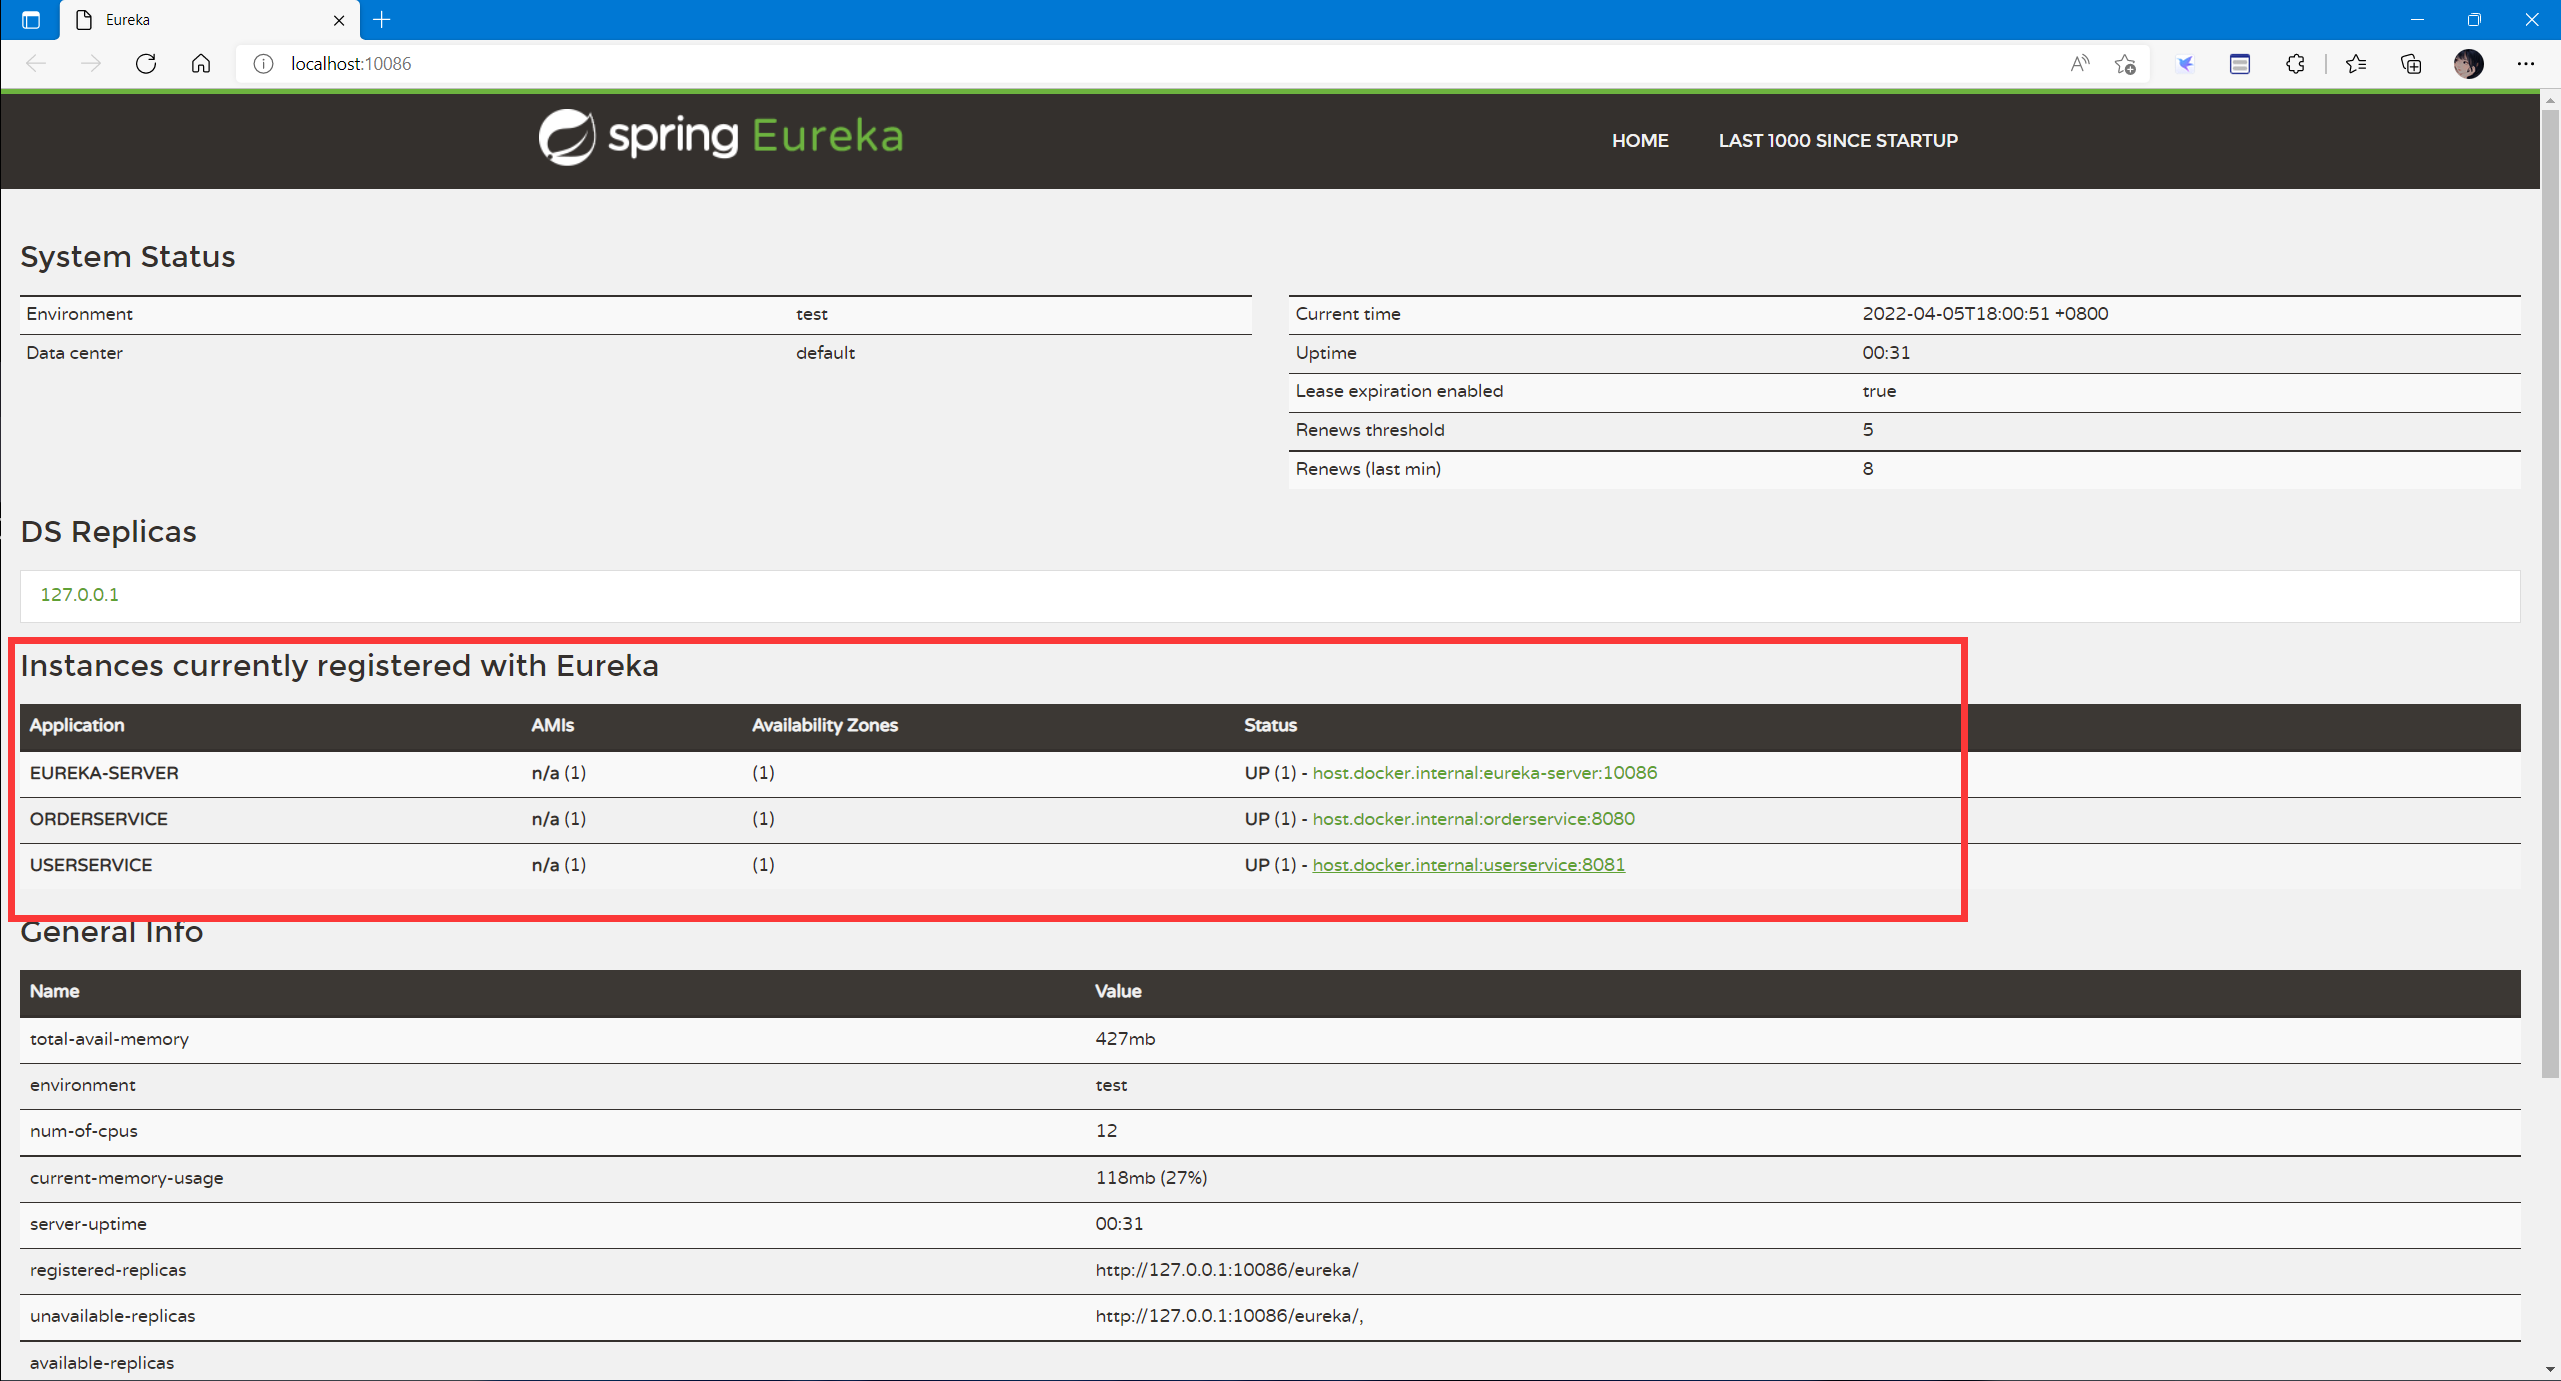 Eureka
localhost:10086
spring Eureka
HOME LAST 1000 SINCE STARTUP
System Status
Environment test
Data center default
Current time 2022-04-05T18:00:51 +0800
Uptime 00:31
Lease expiration enabled true
Renews threshold 5
Renews (last min) 8
DS Replicas
127.0.0.1
Instances currently registered with Eureka
Application AMIs Availability Zones Status
EUREKA-SERVER n/a (1) (1) UP (1) - host.docker.internal:eureka-server:10086
ORDERSERVICE n/a (1) (1) UP (1) - host.docker.internal:orderservice:8080
USERSERVICE n/a (1) (1) UP (1) - host.docker.internal:userservice:8081
General Info
Name Value
total-avail-memory 427mb
environment test
num-of-cpus 12
current-memory-usage 118mb (27%)
server-uptime 00:31
registered-replicas http://127.0.0.1:10086/eureka/
unavailable-replicas http://127.0.0.1:10086/eureka/,
available-replicas